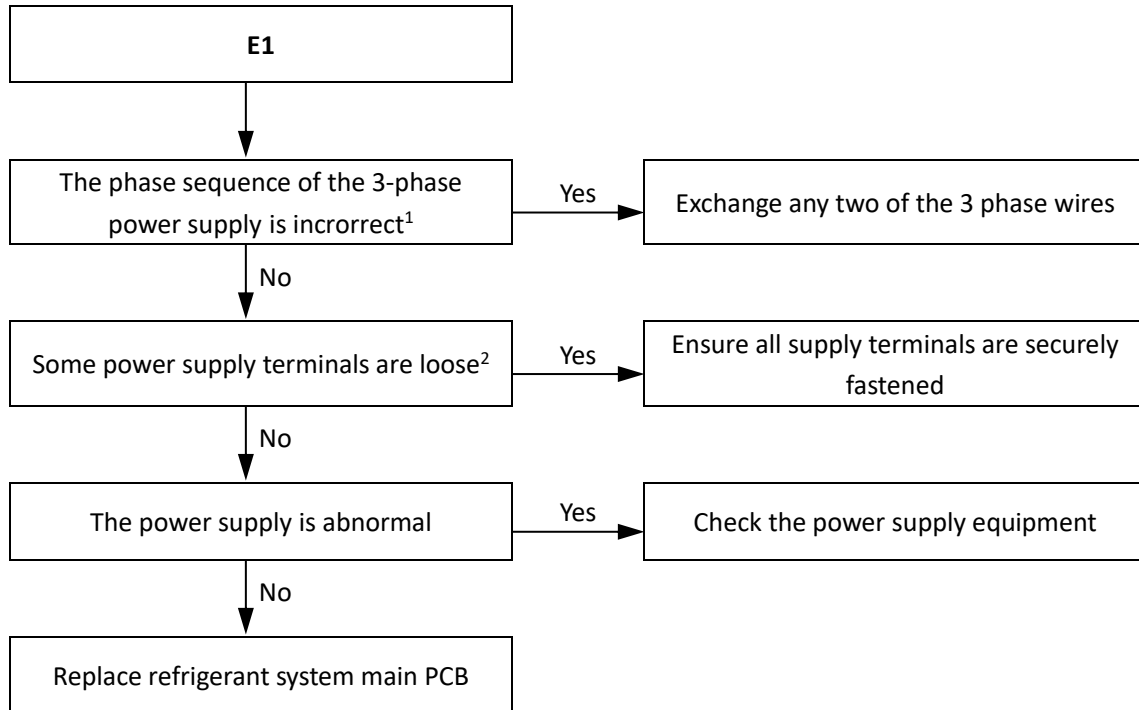 E1
The phase sequence of the 3-phase
power supply is incrorrect1
Yes
Exchange any two of the 3 phase wires
No
Some power supply terminals are loose2
Yes
Ensure all supply terminals are securely
fastened
No
The power supply is abnormal
Yes
Check the power supply equipment
No
Replace refrigerant system main PCB